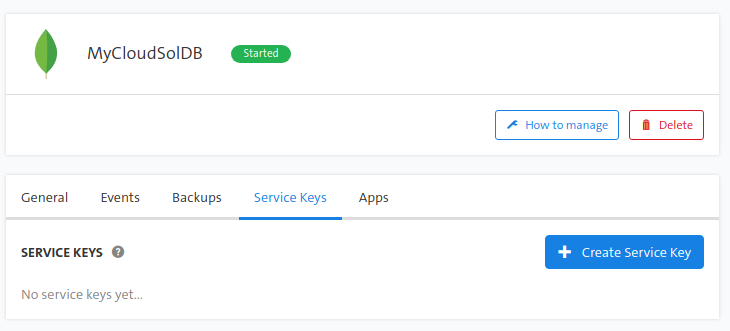 MyCloudSolDB Started
How to manage Delete
General Events Backups Service Keys Apps
SERVICE KEYS ? Create Service Key
No service keys yet...